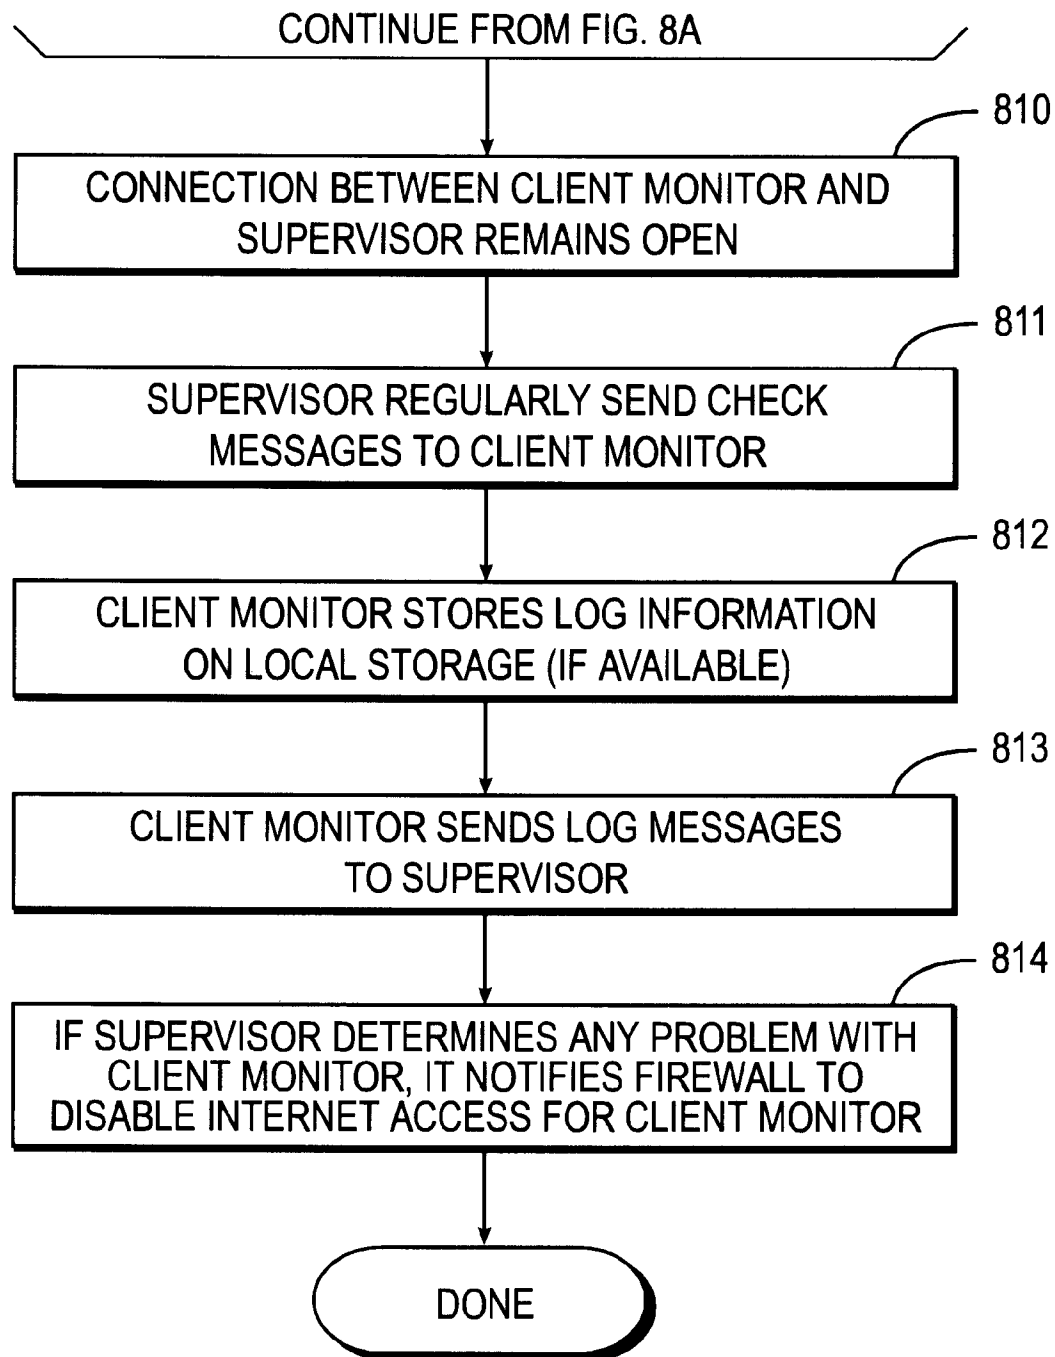 CONTINUE FROM FIG. 8A
810
CONNECTION BETWEEN CLIENT MONITOR AND
SUPERVISOR REMAINS OPEN
811
SUPERVISOR REGULARLY SEND CHECK
MESSAGES TO CLIENT MONITOR
812
CLIENT MONITOR STORES LOG INFORMATION
ON LOCAL STORAGE (IF AVAILABLE)
813
CLIENT MONITOR SENDS LOG MESSAGES
TO SUPERVISOR
814
IF SUPERVISOR DETERMINES ANY PROBLEM WITH
CLIENT MONITOR, IT NOTIFIES FIREWALL TO
DISABLE INTERNET ACCESS FOR CLIENT MONITOR
DONE